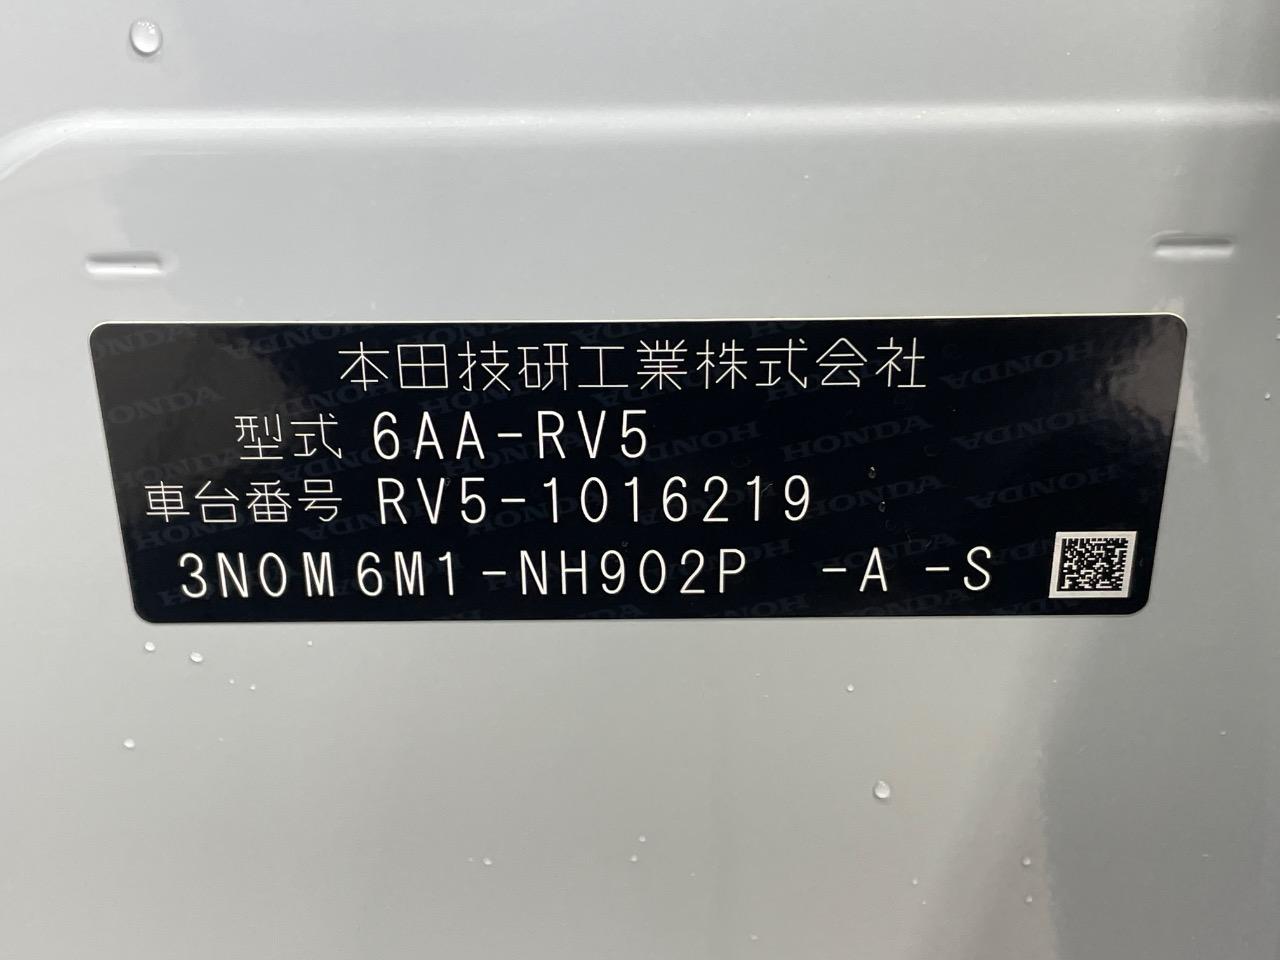 本田技研工業株式会社
型式 6AA-RV5
車台番号 RV5-1016219
3N0M6M1-NH902P -A -S